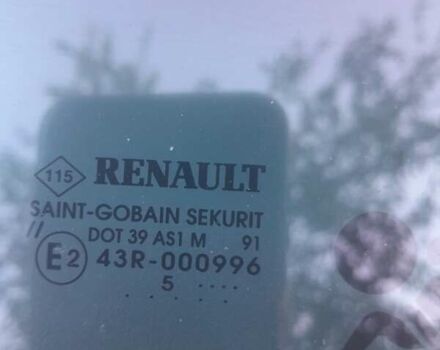 115 RENAULT
SAINT-GOBAIN SEKURIT
DOT 39 AS1 M 91
E2 43R-000996
5 ....
.. .....